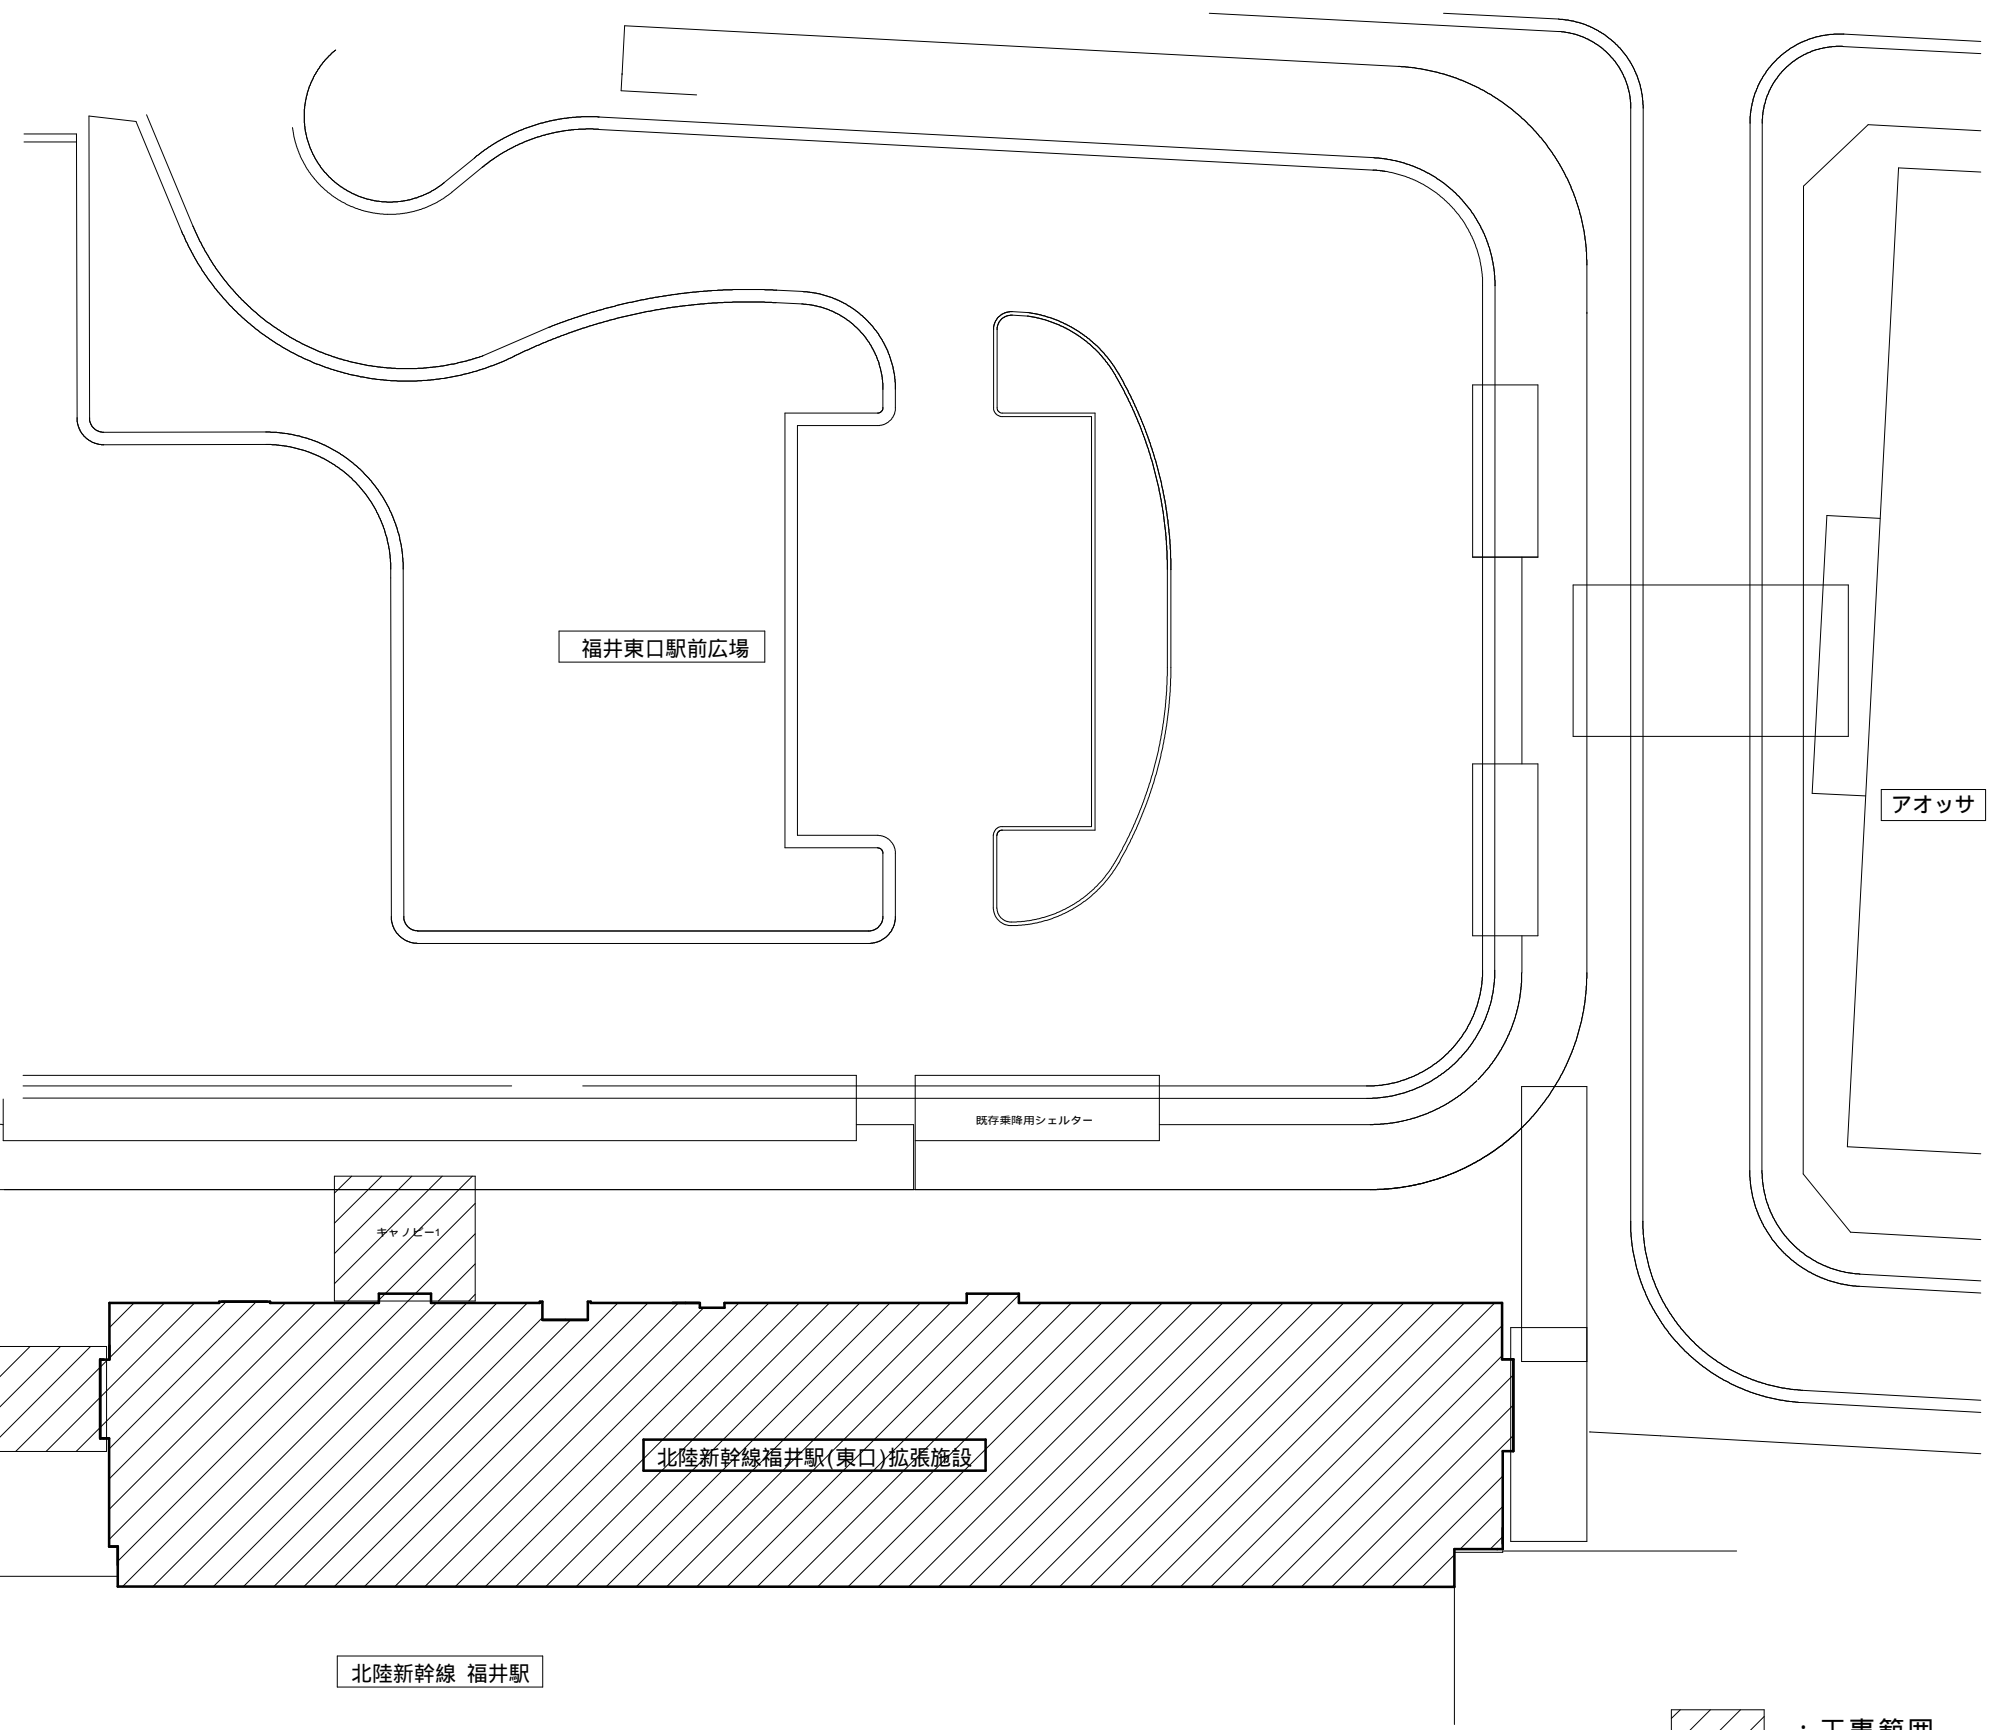 福井東口駅前広場
アオッサ
既存乗降用シェルター
キャノピー1
北陸新幹線福井駅(東口)拡張施設
北陸新幹線 福井駅
：工事範囲